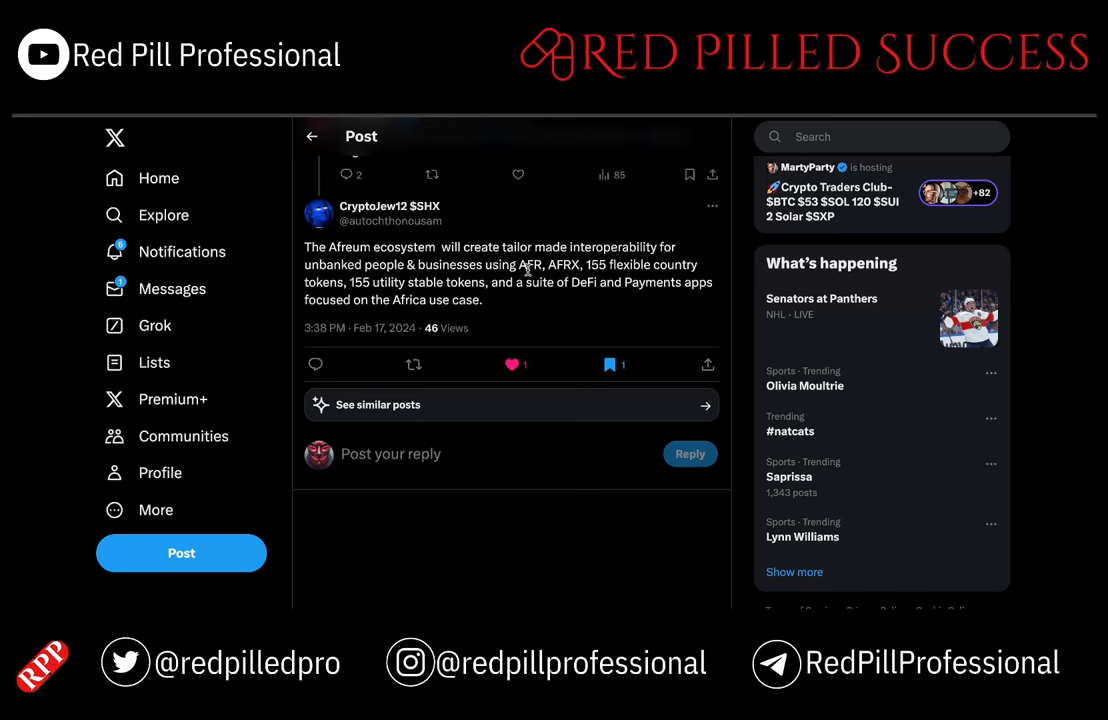 Red Pill Professional
RED PILLED SUCCESS
Post
Search
Home
Explore
6
Notifications
1
Messages
Grok
Lists
Premium+
Communities
Profile
More
Post
2
85
CryptoJew12 $SHX
@autochthonousam
The Afreum ecosystem will create tailor made interoperability for
unbanked people & businesses using AFR, AFRX, 155 flexible country
tokens, 155 utility stable tokens, and a suite of DeFi and Payments apps
focused on the Africa use case.
3:38 PM · Feb 17, 2024 · 46 Views
1
1
See similar posts
Post your reply
Reply
MartyParty is hosting
🚀Crypto Traders Club-
$BTC $53 $SOL 120 $SUI
2 Solar $SXP
+82
What's happening
Senators at Panthers
NHL · LIVE
Sports · Trending
Olivia Moultrie
Trending
#natcats
Sports · Trending
Saprissa
1,343 posts
Sports · Trending
Lynn Williams
Show more
RPP
@redpilledpro
@redpillprofessional
RedPillProfessional